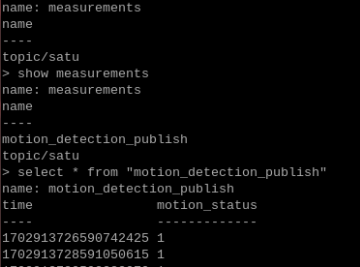 name: measurements
name
----
topic/satu
> show measurements
name: measurements
name
----
motion_detection_publish
topic/satu
> select * from "motion_detection_publish"
name: motion_detection_publish
time                motion_status
----                -------------
1702913726590742425 1
1702913728591050615 1